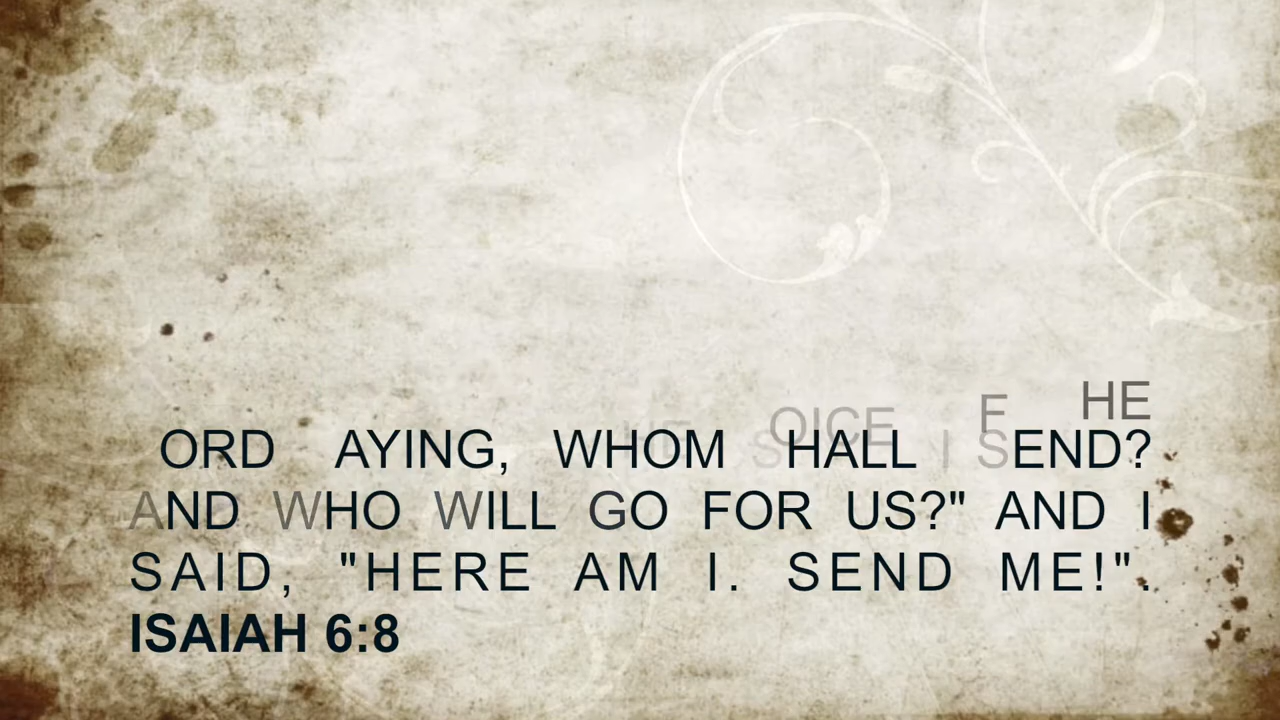 HE OICE F HE
ORD AYING, WHOM SHALL I SEND?
AND WHO WILL GO FOR US?" AND I
SAID, "HERE AM I. SEND ME!".
ISAIAH 6:8